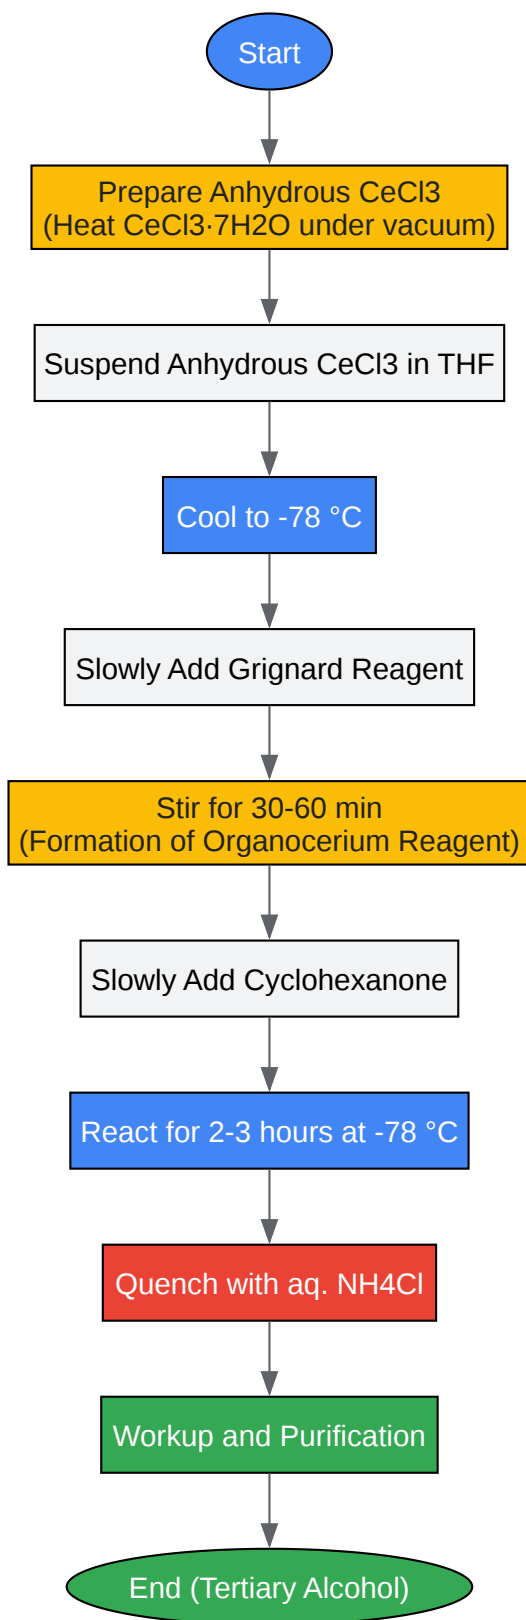 Start
Prepare Anhydrous CeCl3
(Heat CeCl3·7H2O under vacuum)
Suspend Anhydrous CeCl3 in THF
Cool to -78 °C
Slowly Add Grignard Reagent
Stir for 30-60 min
(Formation of Organocerium Reagent)
Slowly Add Cyclohexanone
React for 2-3 hours at -78 °C
Quench with aq. NH4Cl
Workup and Purification
End (Tertiary Alcohol)